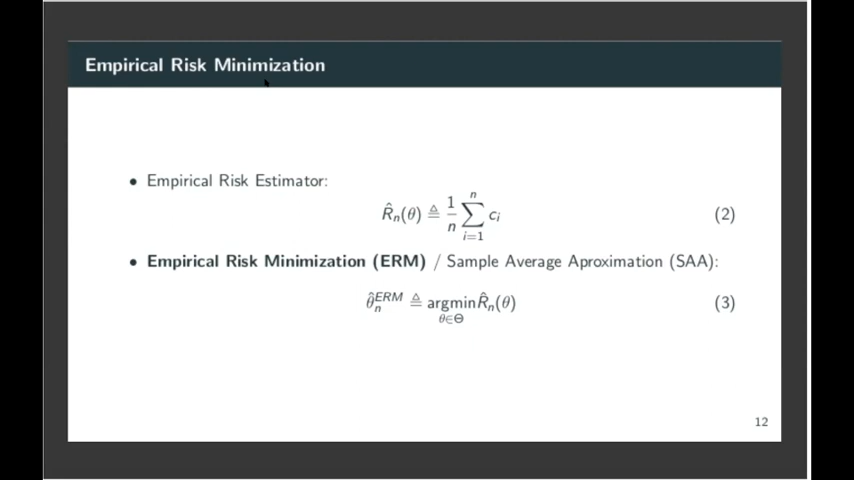 Empirical Risk Minimization
• Empirical Risk Estimator:
R̂ₙ(θ) ≜ 1/n ∑ᵢ₌₁ⁿ cᵢ (2)
• Empirical Risk Minimization (ERM) / Sample Average Aproximation (SAA):
θ̂ₙᴱᴿᴹ ≜ argmin R̂ₙ(θ) (3)
θ∈Θ
12